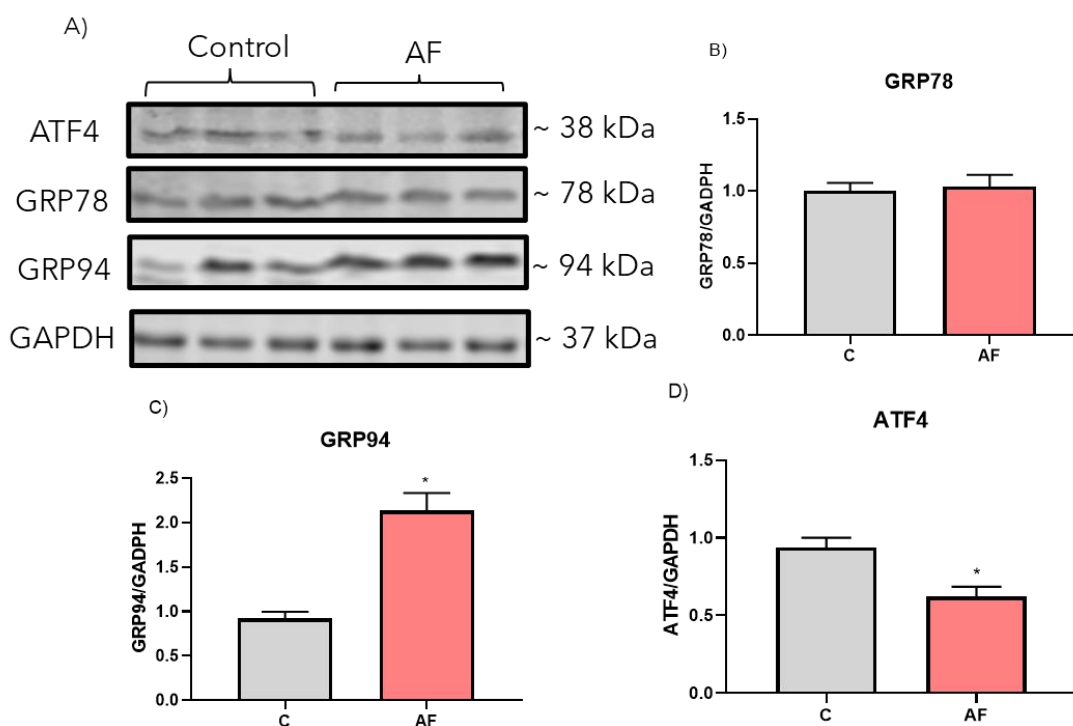 A)
Control AF
ATF4 ~ 38 kDa
GRP78 ~ 78 kDa
GRP94 ~ 94 kDa
GAPDH ~ 37 kDa
B)
GRP78
GRP78/GADPH
1.5
1.0
0.5
0.0
C AF
C)
GRP94
GRP94/GADPH
2.5
2.0
1.5
1.0
0.5
0.0
*
C AF
D)
ATF4
ATF4/GAPDH
1.5
1.0
0.5
0.0
*
C AF